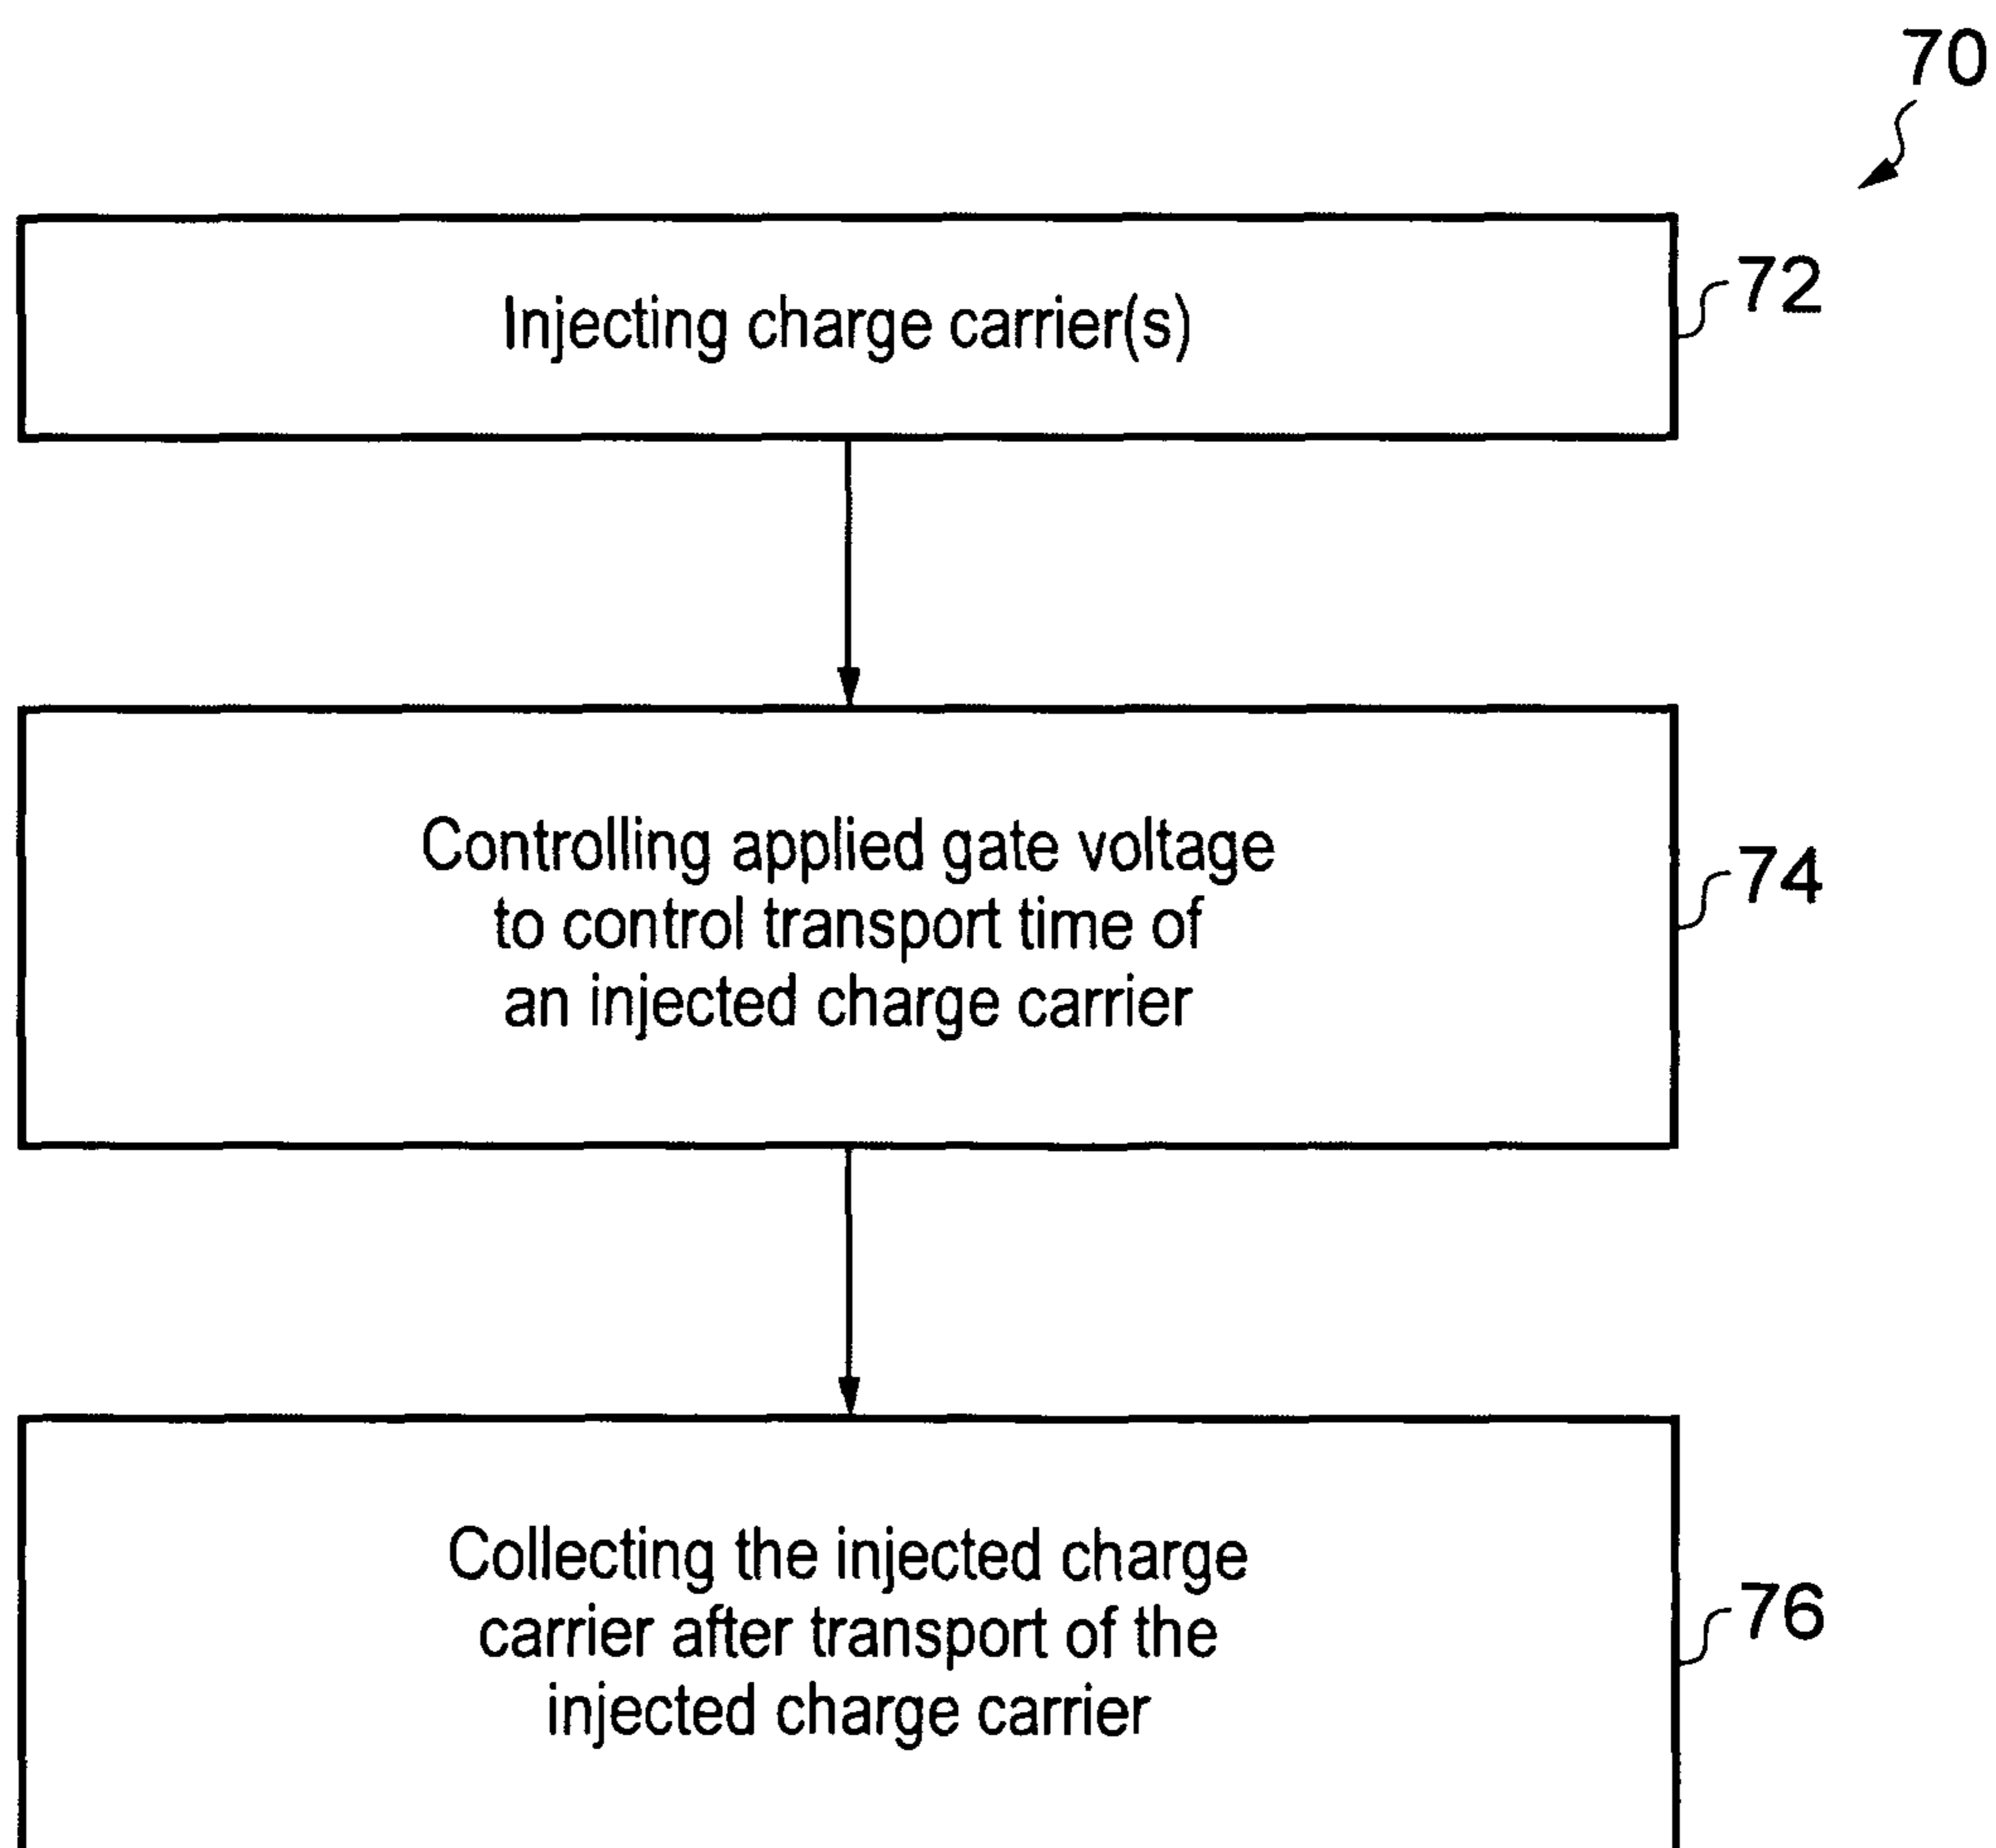 70
Injecting charge carrier(s)
72
Controlling applied gate voltage
to control transport time of
an injected charge carrier
74
Collecting the injected charge
carrier after transport of the
injected charge carrier
76